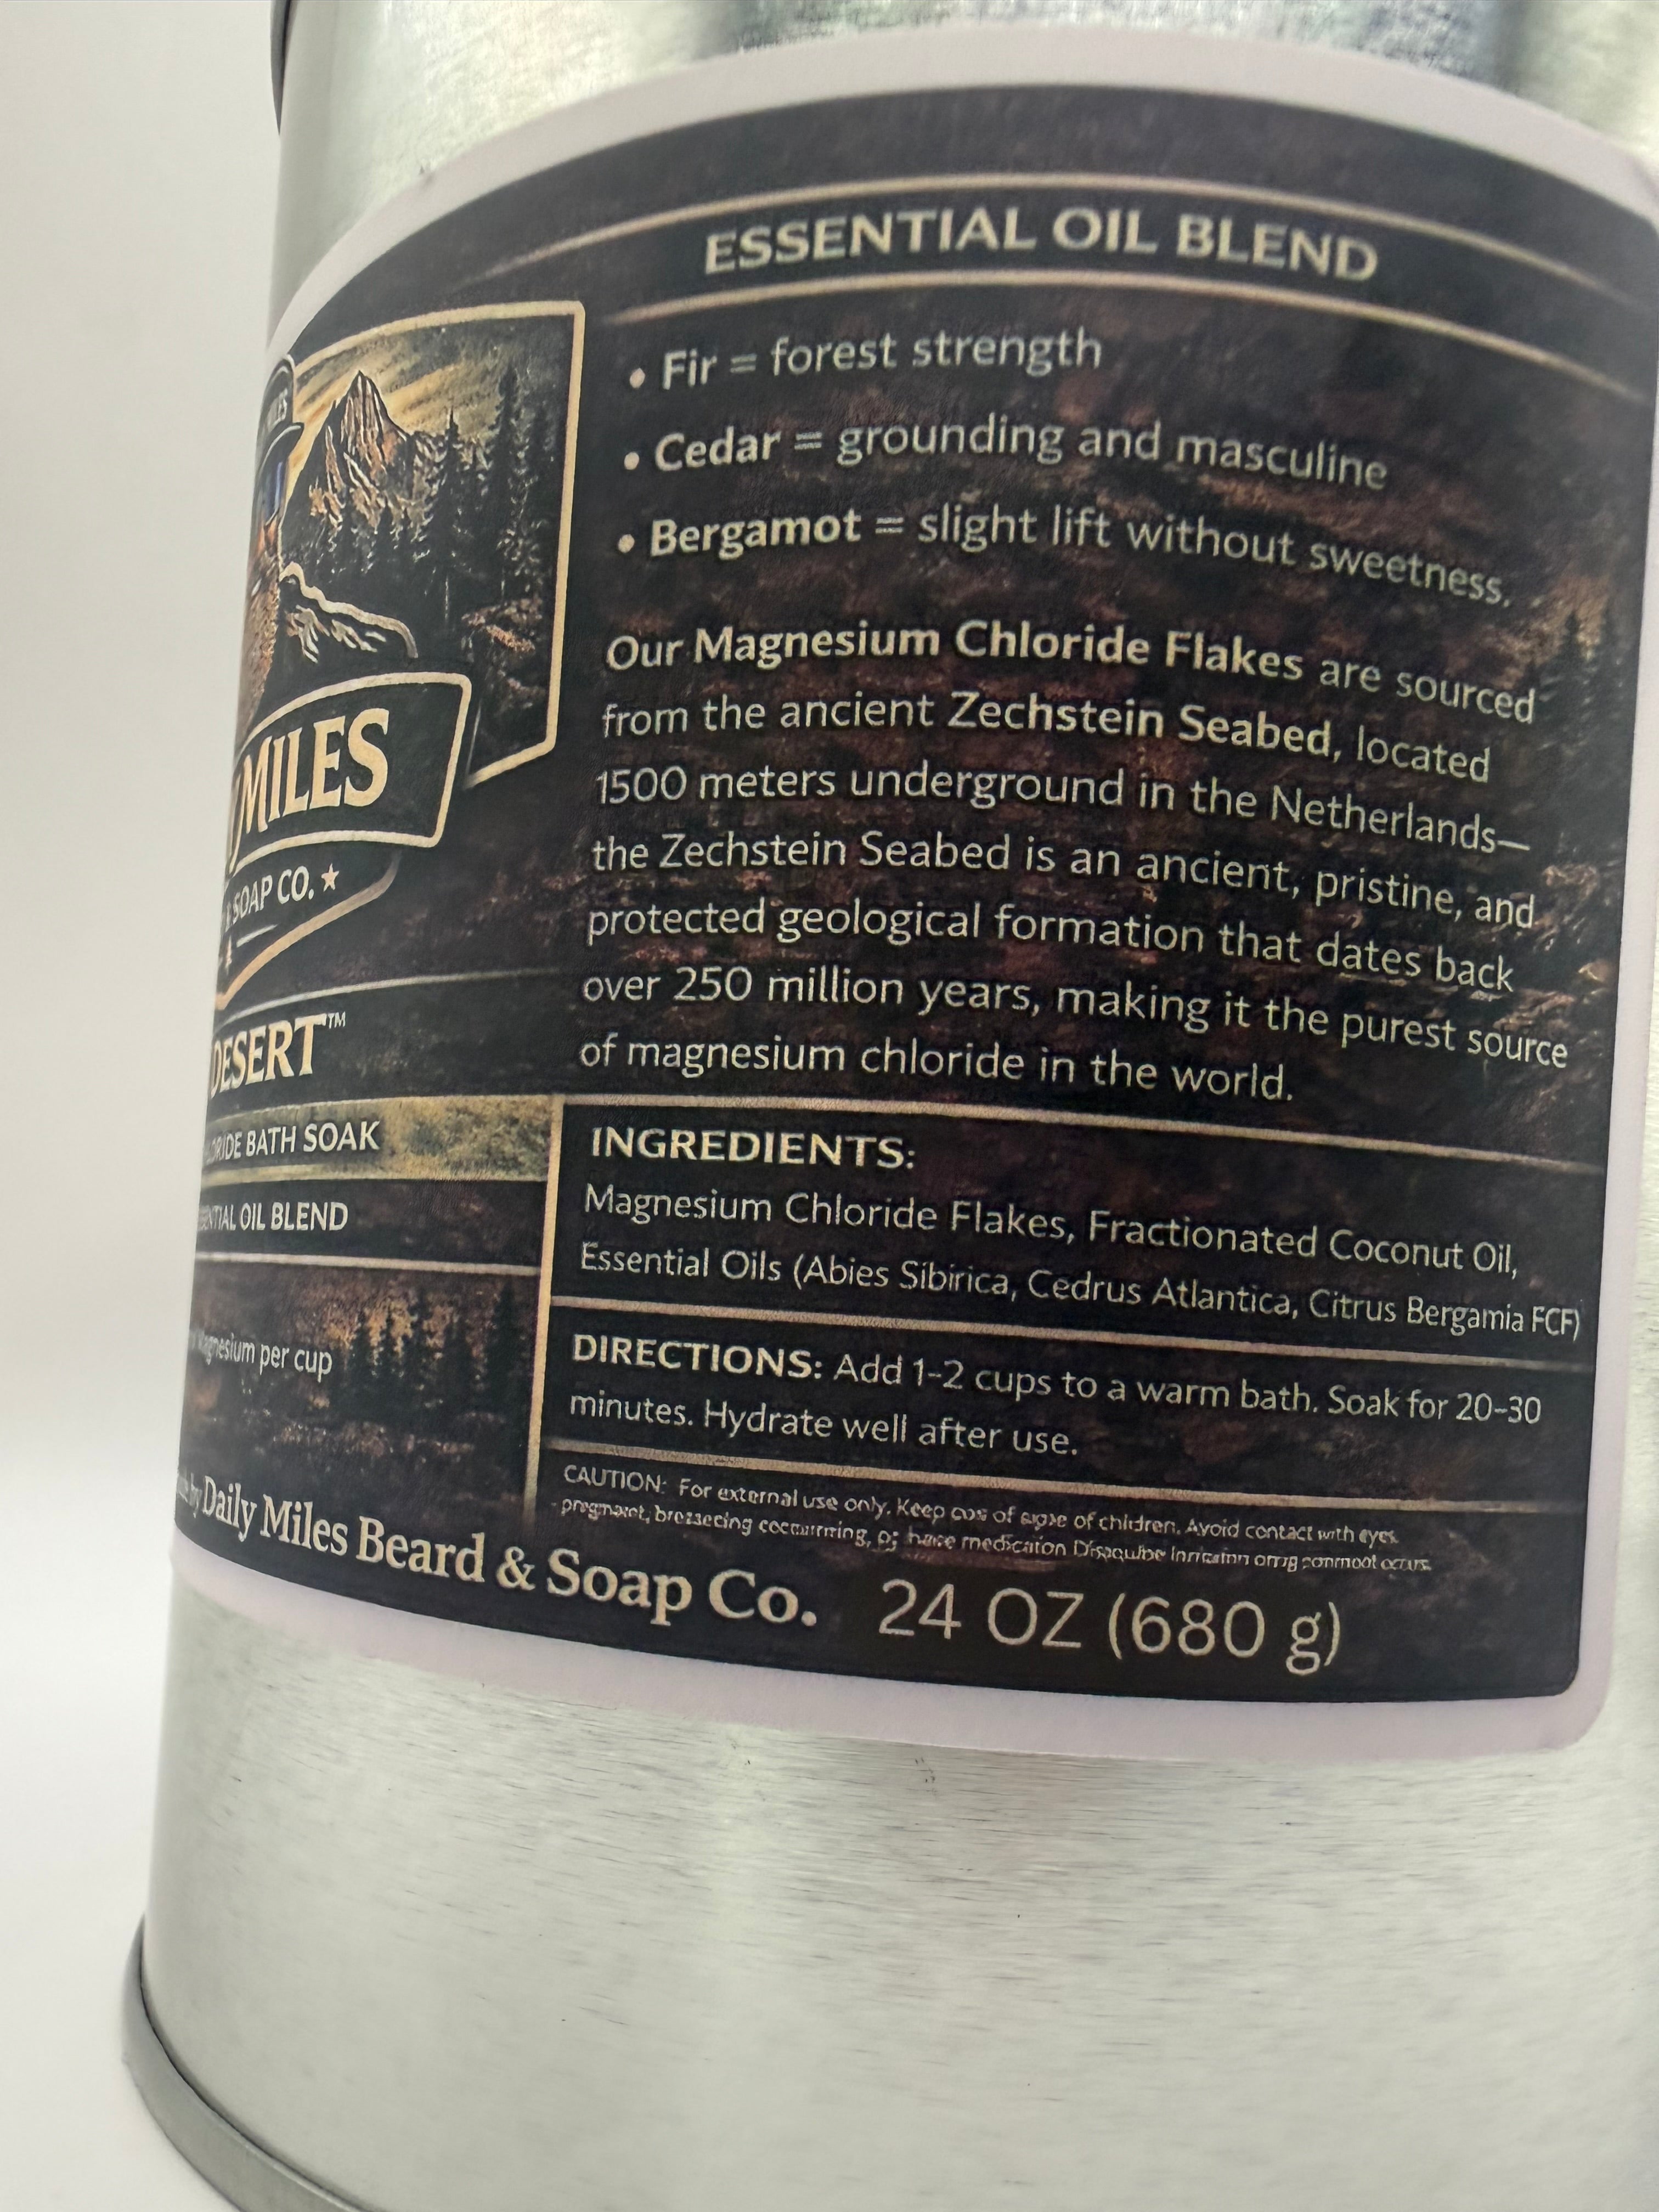 ESSENTIAL OIL BLEND
• Fir = forest strength
• Cedar = grounding and masculine
• Bergamot = slight lift without sweetness.
Our Magnesium Chloride Flakes are sourced
from the ancient Zechstein Seabed, located
1500 meters underground in the Netherlands—
the Zechstein Seabed is an ancient, pristine, and
protected geological formation that dates back
over 250 million years, making it the purest source
of magnesium chloride in the world.
MILES
SOAP CO. ★
DESERT™
BATH SOAK
OIL BLEND
per cup
INGREDIENTS:
Magnesium Chloride Flakes, Fractionated Coconut Oil,
Essential Oils (Abies Sibirica, Cedrus Atlantica, Citrus Bergamia FCF)
DIRECTIONS: Add 1-2 cups to a warm bath. Soak for 20-30
minutes. Hydrate well after use.
CAUTION: For external use only. Keep of of children. Avoid contact with eyes
by Daily Miles Beard & Soap Co.
24 OZ (680 g)